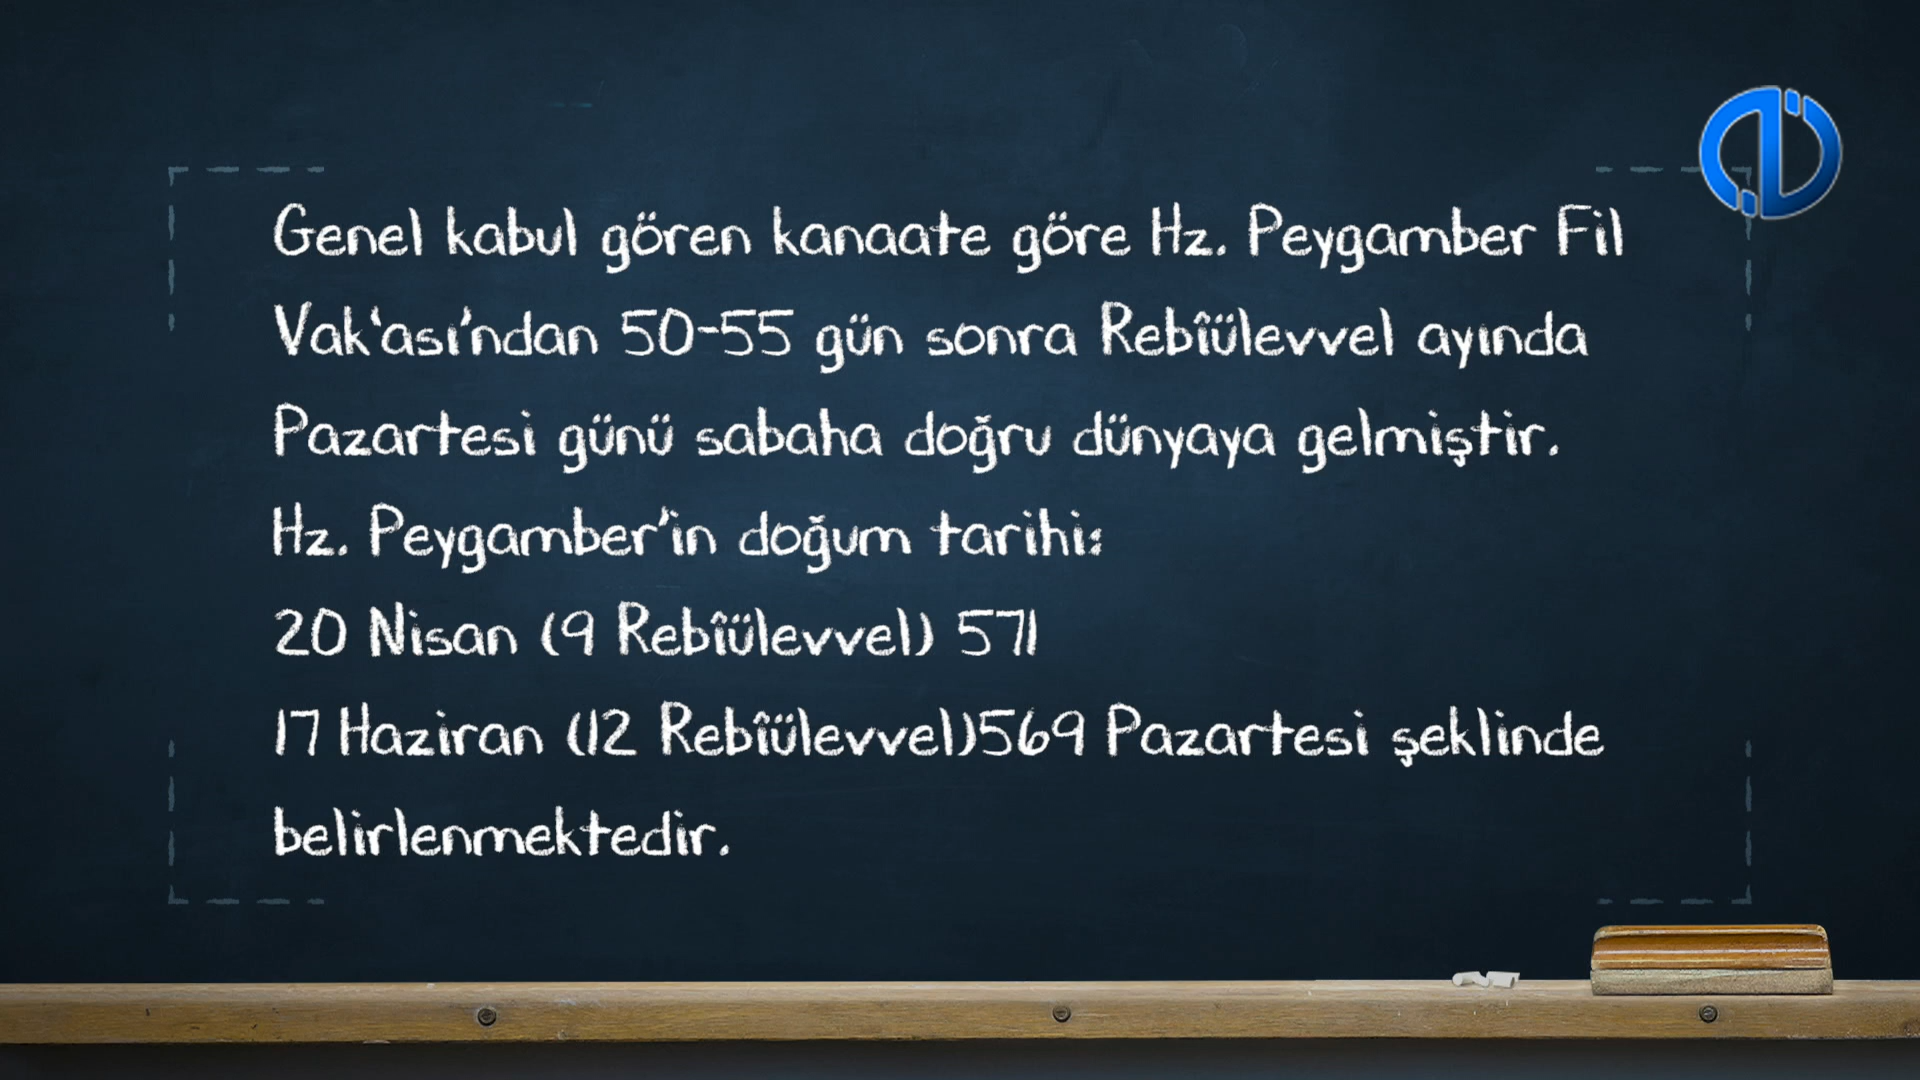 Genel kabul gören kanaate göre Hz. Peygamber Fil
Vak‘ası’ndan 50-55 gün sonra Rebîülevvel ayında
Pazartesi günü sabaha doğru dünyaya gelmiştir.
Hz. Peygamber’in doğum tarihi:
20 Nisan (9 Rebîülevvel) 571
17 Haziran (12 Rebîülevvel)569 Pazartesi şeklinde
belirlenmektedir.